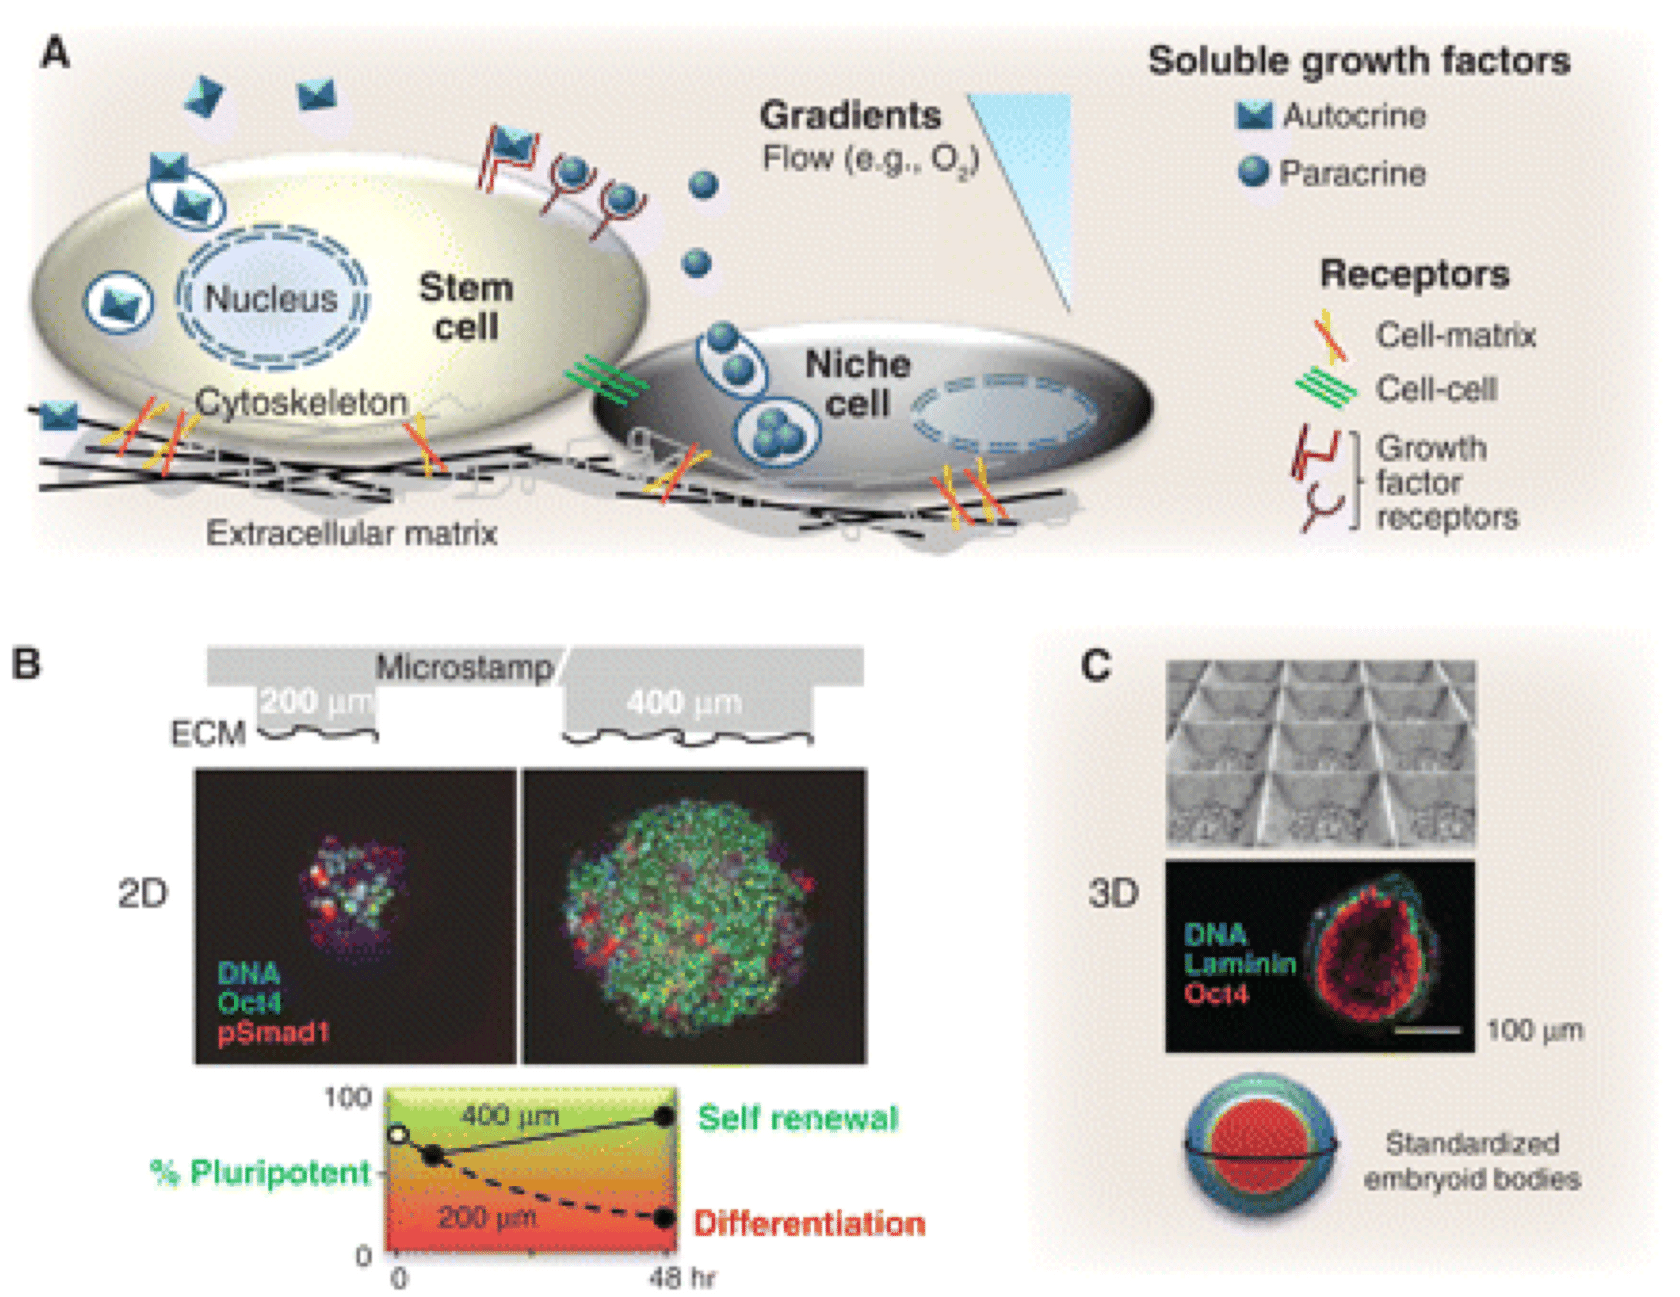 A
Soluble growth factors
Autocrine
Paracrine
Gradients
Flow (e.g., O2)
Receptors
Cell-matrix
Cell-cell
Growth
factor
receptors
Nucleus
Stem
cell
Niche
cell
Cytoskeleton
Extracellular matrix
B
Microstamp
200 µm
400 µm
ECM
2D
DNA
Oct4
pSmad1
100
400 µm
Self renewal
% Pluripotent
200 µm
Differentiation
0
0
48 hr
C
3D
DNA
Laminin
Oct4
100 µm
Standardized
embryoid bodies